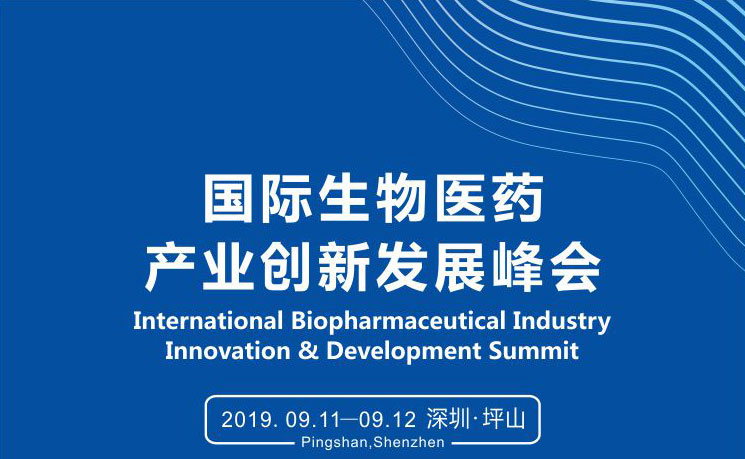 国际生物医药
产业创新发展峰会
International Biopharmaceutical Industry
Innovation & Development Summit
2019. 09.11—09.12 深圳·坪山
Pingshan,Shenzhen